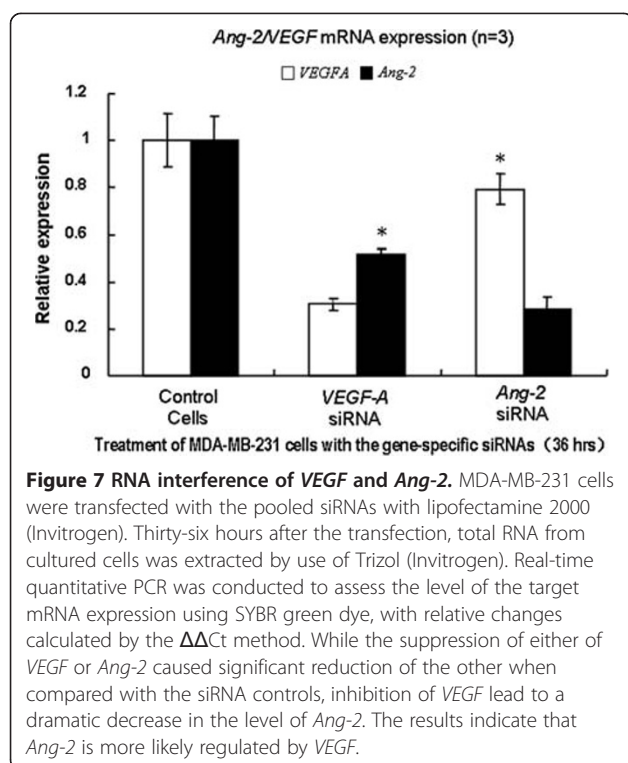 Ang-2/VEGF mRNA expression (n=3)
□ VEGFA ■ Ang-2
Relative expression
1.2
1
0.8
0.6
0.4
0.2
0
*
*
Control Cells
VEGF-A siRNA
Ang-2 siRNA
Treatment of MDA-MB-231 cells with the gene-specific siRNAs (36 hrs)
Figure 7 RNA interference of VEGF and Ang-2. MDA-MB-231 cells
were transfected with the pooled siRNAs with lipofectamine 2000
(Invitrogen). Thirty-six hours after the transfection, total RNA from
cultured cells was extracted by use of Trizol (Invitrogen). Real-time
quantitative PCR was conducted to assess the level of the target
mRNA expression using SYBR green dye, with relative changes
calculated by the ΔΔCt method. While the suppression of either of
VEGF or Ang-2 caused significant reduction of the other when
compared with the siRNA controls, inhibition of VEGF lead to a
dramatic decrease in the level of Ang-2. The results indicate that
Ang-2 is more likely regulated by VEGF.